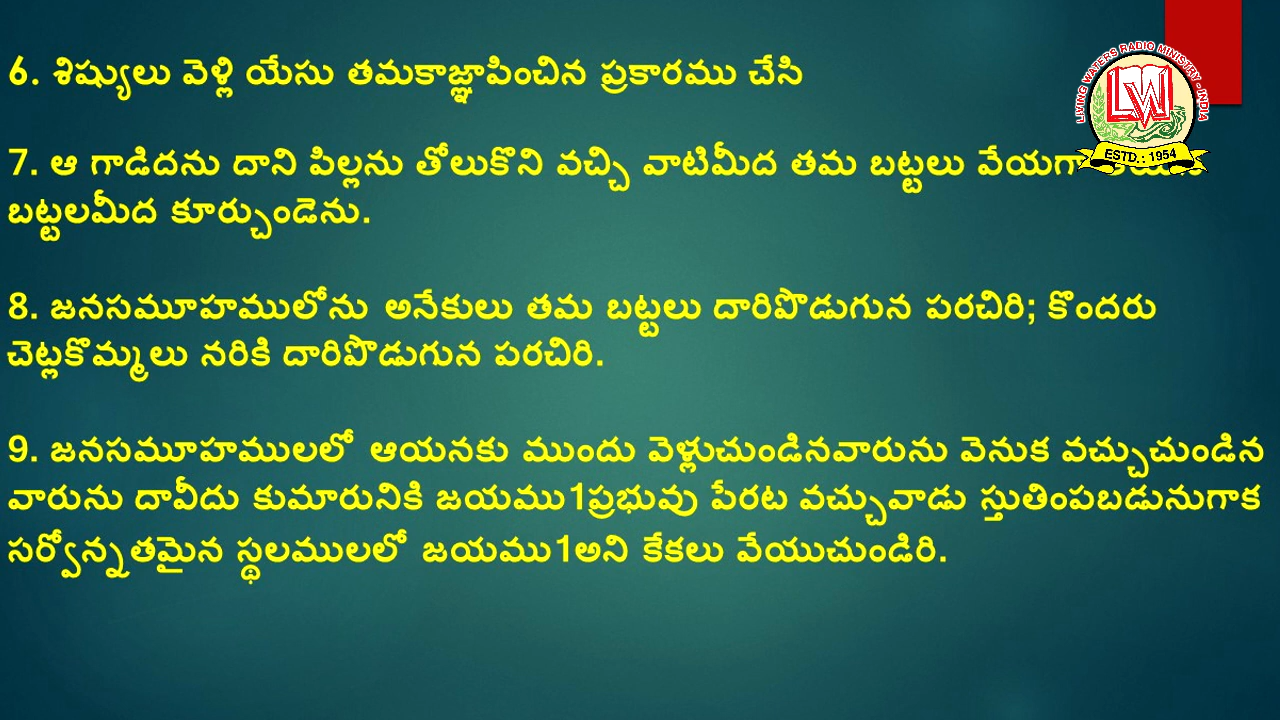 6. శిష్యులు వెళ్లి యేసు తమకాజ్ఞాపించిన ప్రకారము చేసి
LIVING WATERS RADIO MINISTRY - INDIA
LW
ESTD.: 1954
7. ఆ గాడిదను దాని పిల్లను తోలుకొని వచ్చి వాటిమీద తమ బట్టలు వేయగా
బట్టలమీద కూర్చుండెను.
8. జనసమూహములోను అనేకులు తమ బట్టలు దారిపొడుగున పరచిరి; కొందరు
చెట్లకొమ్మలు నరికి దారిపొడుగున పరచిరి.
9. జనసమూహములలో ఆయనకు ముందు వెళ్లుచుండినవారును వెనుక వచ్చుచుండిన
వారును దావీదు కుమారునికి జయము1ప్రభువు పేరట వచ్చువాడు స్తుతింపబడునుగాక
సర్వోన్నతమైన స్థలములలో జయము1అని కేకలు వేయుచుండిరి.